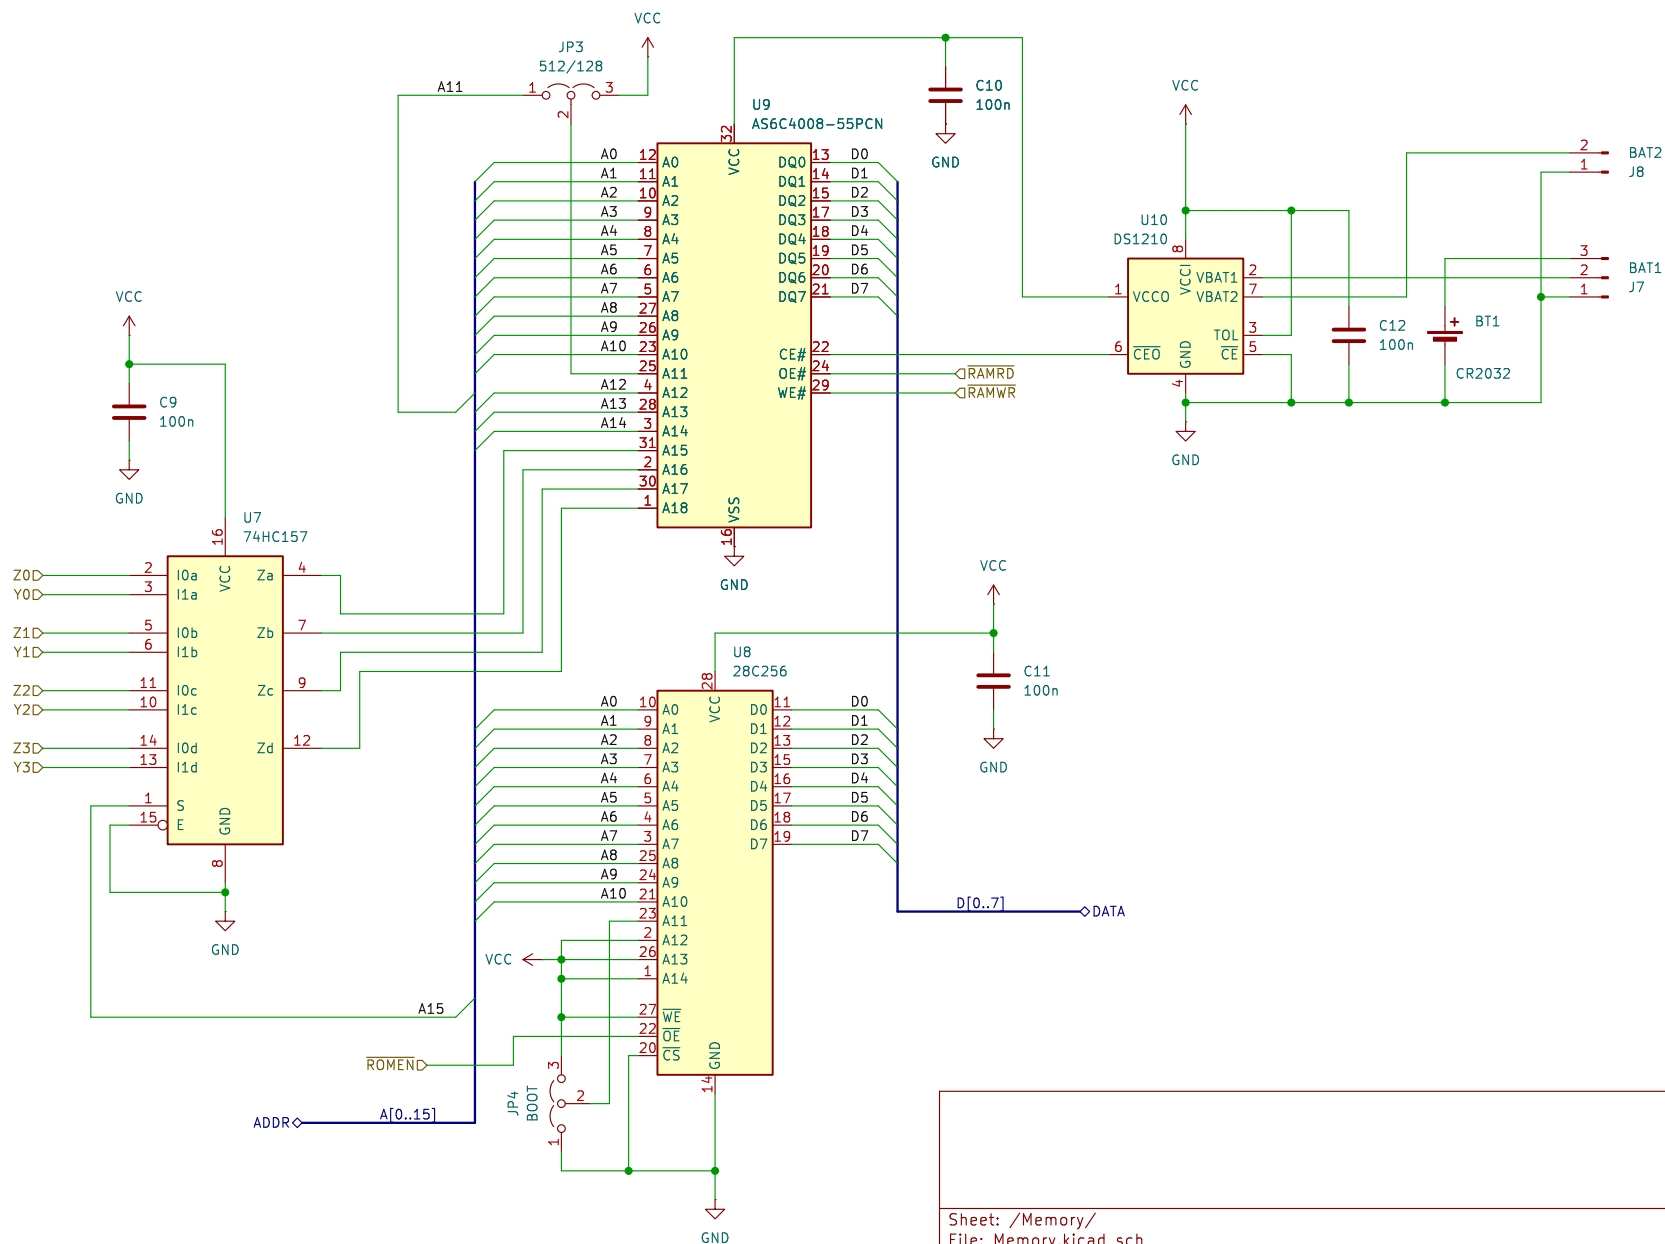 VCC
JP3
512/128
A11
1
3
2
C10
100n
GND
U9
AS6C4008-55PCN
32
VCC
A0 12 A0 DQ0 13 D0
A1 11 A1 DQ1 14 D1
A2 10 A2 DQ2 15 D2
A3 9 A3 DQ3 17 D3
A4 8 A4 DQ4 18 D4
A5 7 A5 DQ5 19 D5
A6 6 A6 DQ6 20 D6
A7 5 A7 DQ7 21 D7
A8 27 A8
A9 26 A9
A10 23 A10 CE# 22
25 A11 OE# 24 RAMRD
A12 4 A12 WE# 29 RAMWR
A13 28 A13
A14 3 A14
31 A15
2 A16
30 A17
1 A18
VSS
16
GND
VCC
U10
DS1210
8
VCCI
1 VCCO
6 CEO
VBAT1 2
VBAT2 7
TOL 3
CE 5
GND
4
GND
C12
100n
BT1
CR2032
2
1
BAT2
J8
3
2
1
BAT1
J7
VCC
C9
100n
GND
U7
74HC157
16
VCC
Z0 2 I0a Za 4
Y0 3 I1a
Z1 5 I0b Zb 7
Y1 6 I1b
Z2 11 I0c Zc 9
Y2 10 I1c
Z3 14 I0d Zd 12
Y3 13 I1d
1 S
15 E
GND
8
GND
A15
VCC
C11
100n
GND
U8
28C256
28
VCC
A0 10 A0 D0 11 D0
A1 9 A1 D1 12 D1
A2 8 A2 D2 13 D2
A3 7 A3 D3 15 D3
A4 6 A4 D4 16 D4
A5 5 A5 D5 17 D5
A6 4 A6 D6 18 D6
A7 3 A7 D7 19 D7
A8 25 A8
A9 24 A9
A10 21 A10
23 A11
2 A12
VCC 26 A13
1 A14
27 WE
22 OE
20 CS
GND
14
D[0..7] DATA
ROMEN
JP4
BOOT
3
2
1
ADDR A[0..15]
GND
Sheet: /Memory/
File: Memory.kicad_sch